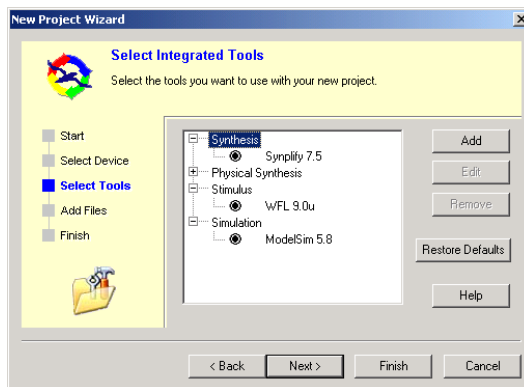 New Project Wizard
Select Integrated Tools
Select the tools you want to use with your new project.
Start
Select Device
Select Tools
Add Files
Finish
Synthesis
Synplify 7.5
Physical Synthesis
Stimulus
WFL 9.0u
Simulation
ModelSim 5.8
Add
Edit
Remove
Restore Defaults
Help
< Back
Next >
Finish
Cancel